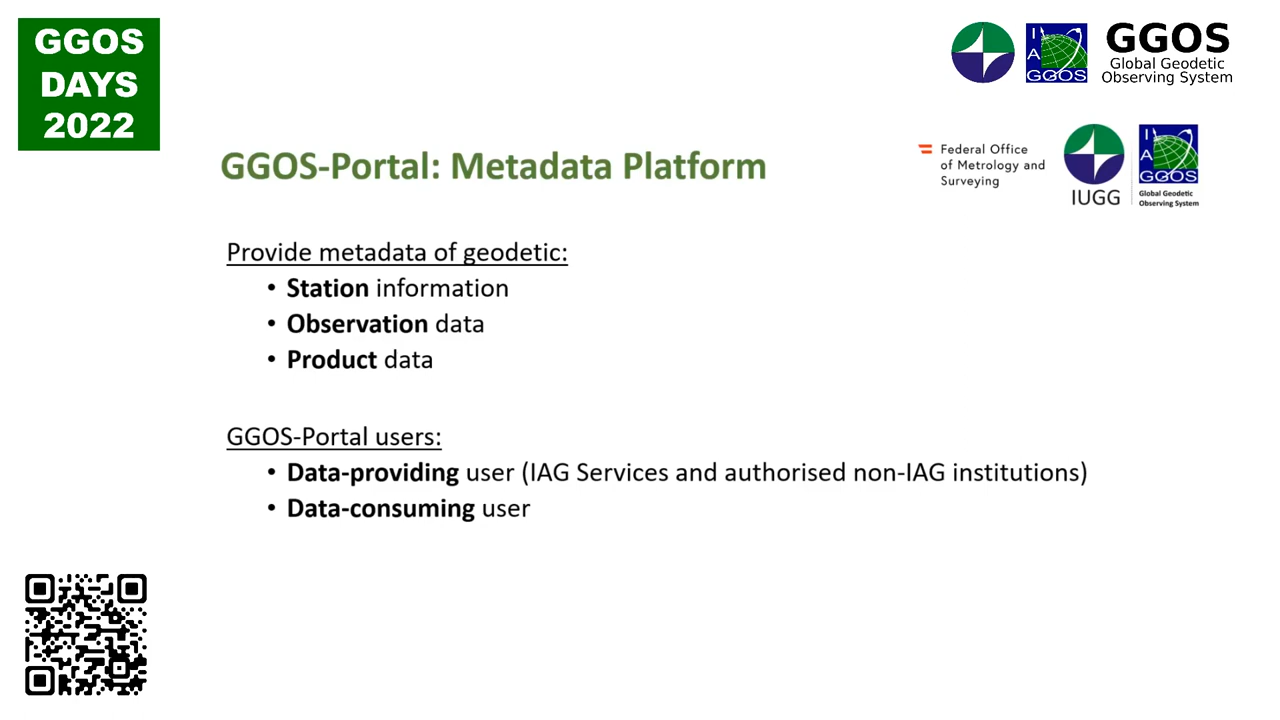 GGOS
DAYS
2022
GGOS
Global Geodetic
Observing System
I
A
GGOS
GGOS-Portal: Metadata Platform
Federal Office
of Metrology and
Surveying
IUGG
I
A
GGOS
Global Geodetic
Observing System
Provide metadata of geodetic:
• Station information
• Observation data
• Product data
GGOS-Portal users:
• Data-providing user (IAG Services and authorised non-IAG institutions)
• Data-consuming user